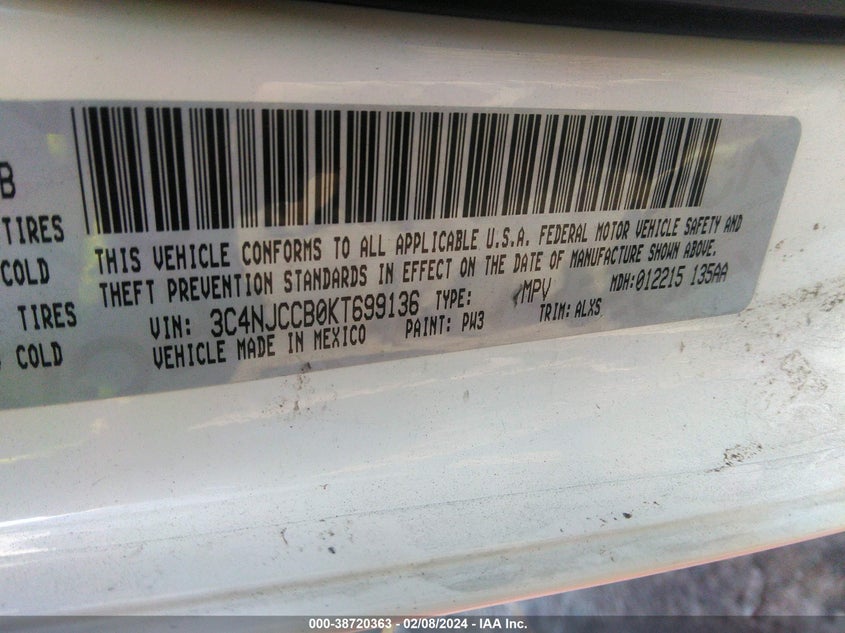 B
TIRES
COLD
TIRES
COLD
THIS VEHICLE CONFORMS TO ALL APPLICABLE U.S.A. FEDERAL MOTOR VEHICLE SAFETY AND
THEFT PREVENTION STANDARDS IN EFFECT ON THE DATE OF MANUFACTURE SHOWN ABOVE.
VIN: 3C4NJCCB0KT699136 TYPE: MPV MDH:012215 135AA
VEHICLE MADE IN MEXICO PAINT: PW3 TRIM: ALXS
000-38720363 - 02/08/2024 - IAA Inc.